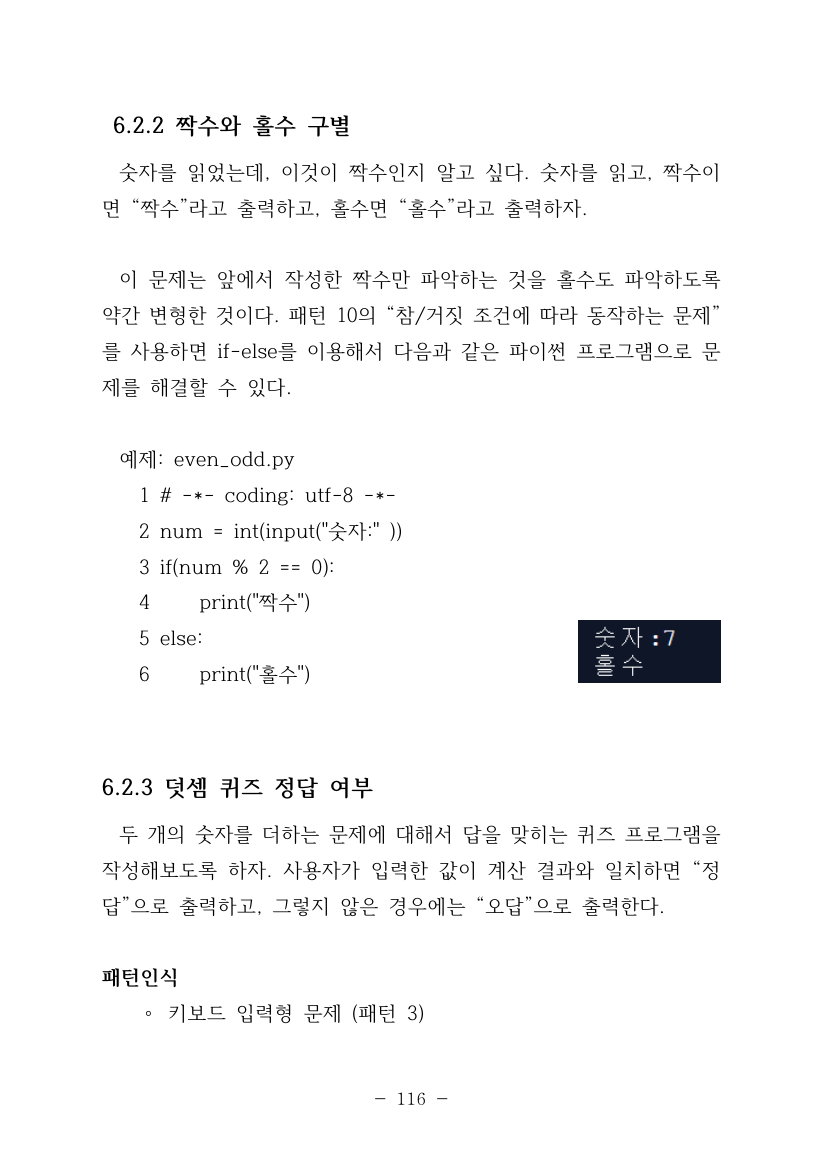 6.2.2 짝수와 홀수 구별
숫자를 읽었는데, 이것이 짝수인지 알고 싶다. 숫자를 읽고, 짝수이
면 “짝수”라고 출력하고, 홀수면 “홀수”라고 출력하자.
이 문제는 앞에서 작성한 짝수만 파악하는 것을 홀수도 파악하도록
약간 변형한 것이다. 패턴 10의 “참/거짓 조건에 따라 동작하는 문제”
를 사용하면 if-else를 이용해서 다음과 같은 파이썬 프로그램으로 문
제를 해결할 수 있다.
예제: even_odd.py
1 # -*- coding: utf-8 -*-
2 num = int(input("숫자:" ))
3 if(num % 2 == 0):
4     print("짝수")
5 else:
6     print("홀수")
숫자:7
홀수
6.2.3 덧셈 퀴즈 정답 여부
두 개의 숫자를 더하는 문제에 대해서 답을 맞히는 퀴즈 프로그램을
작성해보도록 하자. 사용자가 입력한 값이 계산 결과와 일치하면 “정
답”으로 출력하고, 그렇지 않은 경우에는 “오답”으로 출력한다.
패턴인식
◦ 키보드 입력형 문제 (패턴 3)
- 116 -